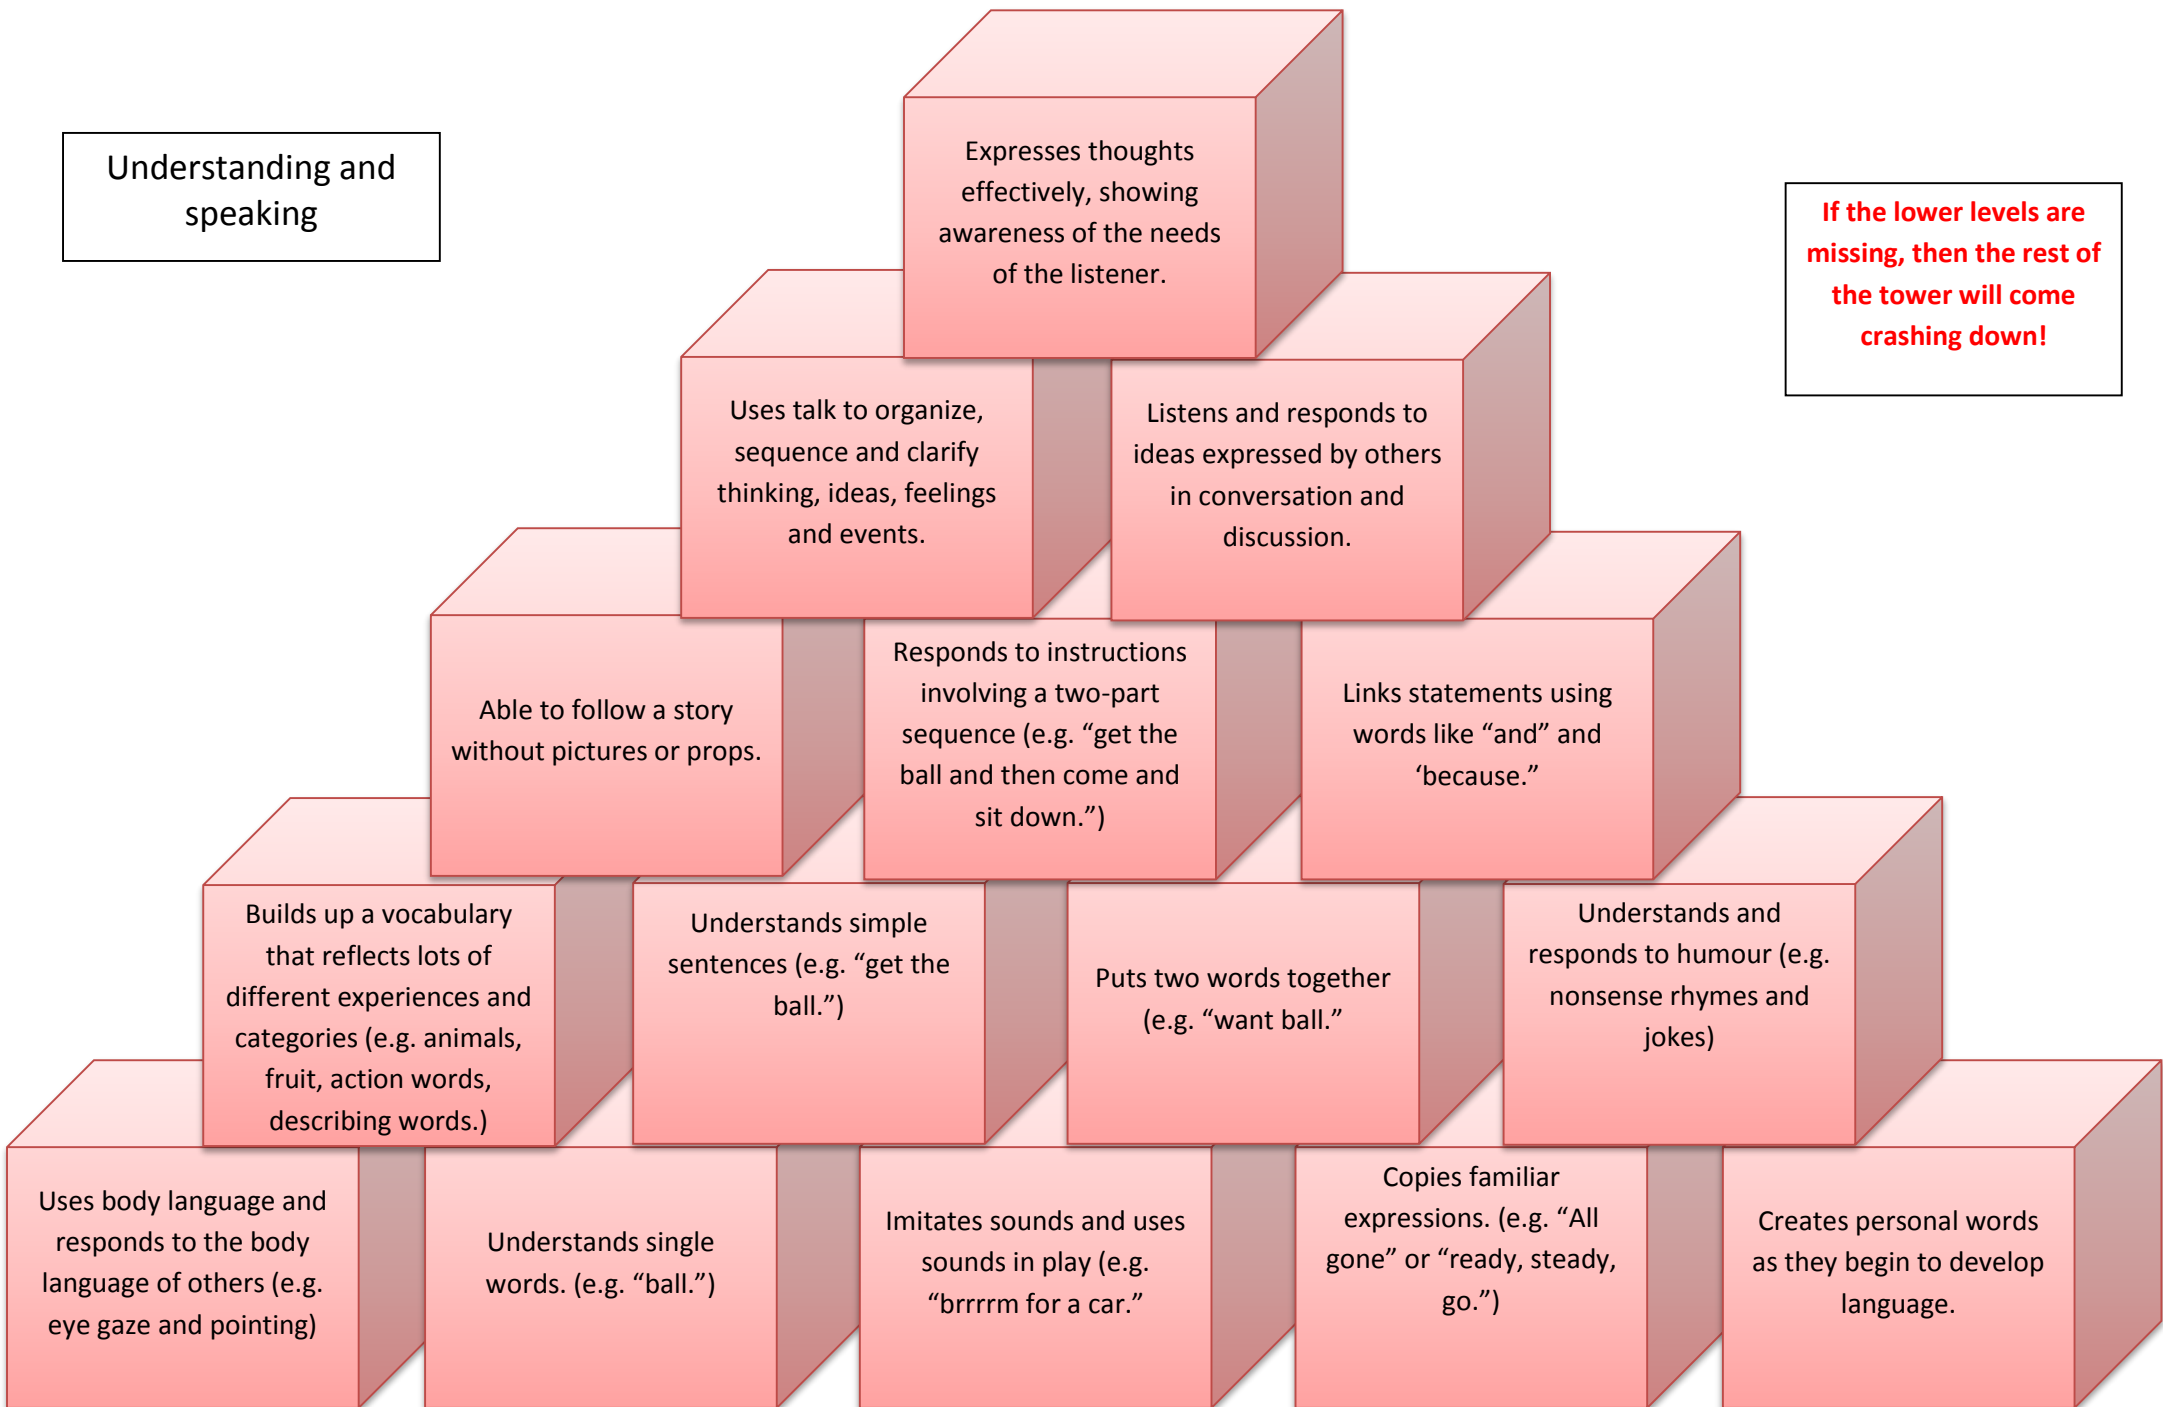 Understanding and
speaking
If the lower levels are
missing, then the rest of
the tower will come
crashing down!
Expresses thoughts
effectively, showing
awareness of the needs
of the listener.
Uses talk to organize,
sequence and clarify
thinking, ideas, feelings
and events.
Listens and responds to
ideas expressed by others
in conversation and
discussion.
Able to follow a story
without pictures or props.
Responds to instructions
involving a two-part
sequence (e.g. “get the
ball and then come and
sit down.”)
Links statements using
words like “and” and
‘because.”
Builds up a vocabulary
that reflects lots of
different experiences and
categories (e.g. animals,
fruit, action words,
describing words.)
Understands simple
sentences (e.g. “get the
ball.”)
Puts two words together
(e.g. “want ball.”
Understands and
responds to humour (e.g.
nonsense rhymes and
jokes)
Uses body language and
responds to the body
language of others (e.g.
eye gaze and pointing)
Understands single
words. (e.g. “ball.”)
Imitates sounds and uses
sounds in play (e.g.
“brrrrm for a car.”
Copies familiar
expressions. (e.g. “All
gone” or “ready, steady,
go.”)
Creates personal words
as they begin to develop
language.